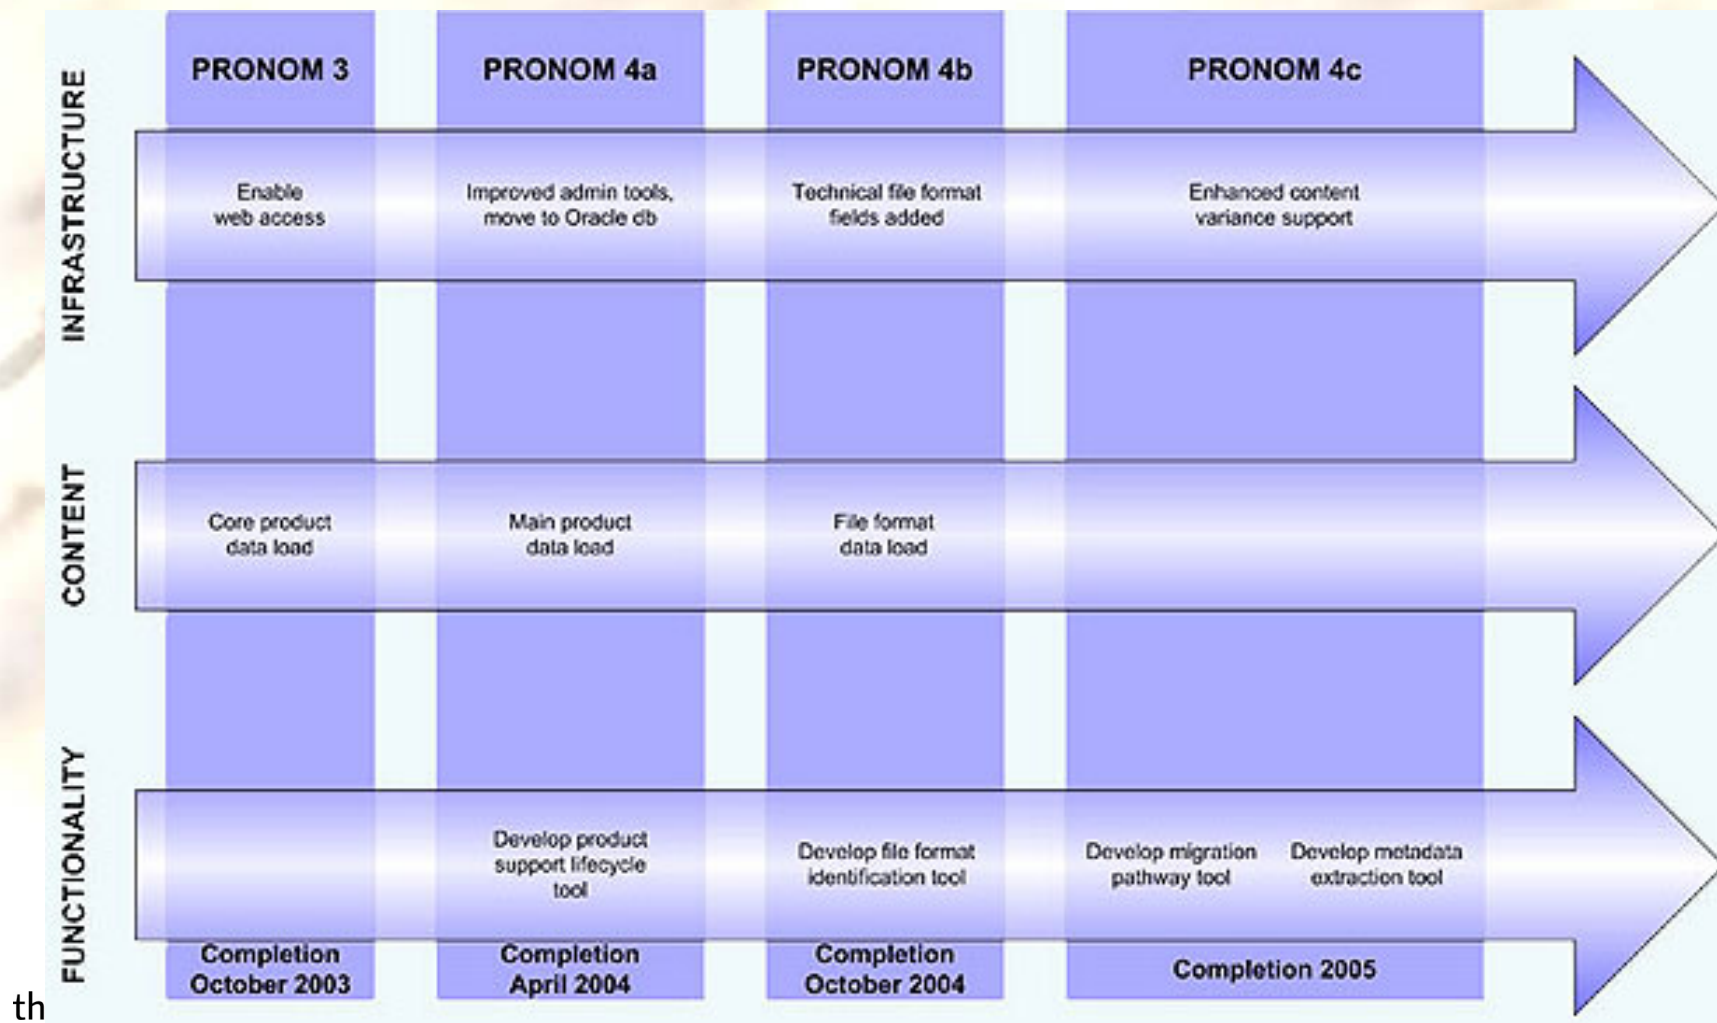 PRONOM 3
PRONOM 4a
PRONOM 4b
PRONOM 4c
INFRASTRUCTURE
Enable
web access
Improved admin tools,
move to Oracle db
Technical file format
fields added
Enhanced content
variance support
CONTENT
Core product
data load
Main product
data load
File format
data load
FUNCTIONALITY
Develop product
support lifecycle
tool
Develop file format
identification tool
Develop migration
pathway tool
Develop metadata
extraction tool
Completion
October 2003
Completion
April 2004
Completion
October 2004
Completion 2005
th